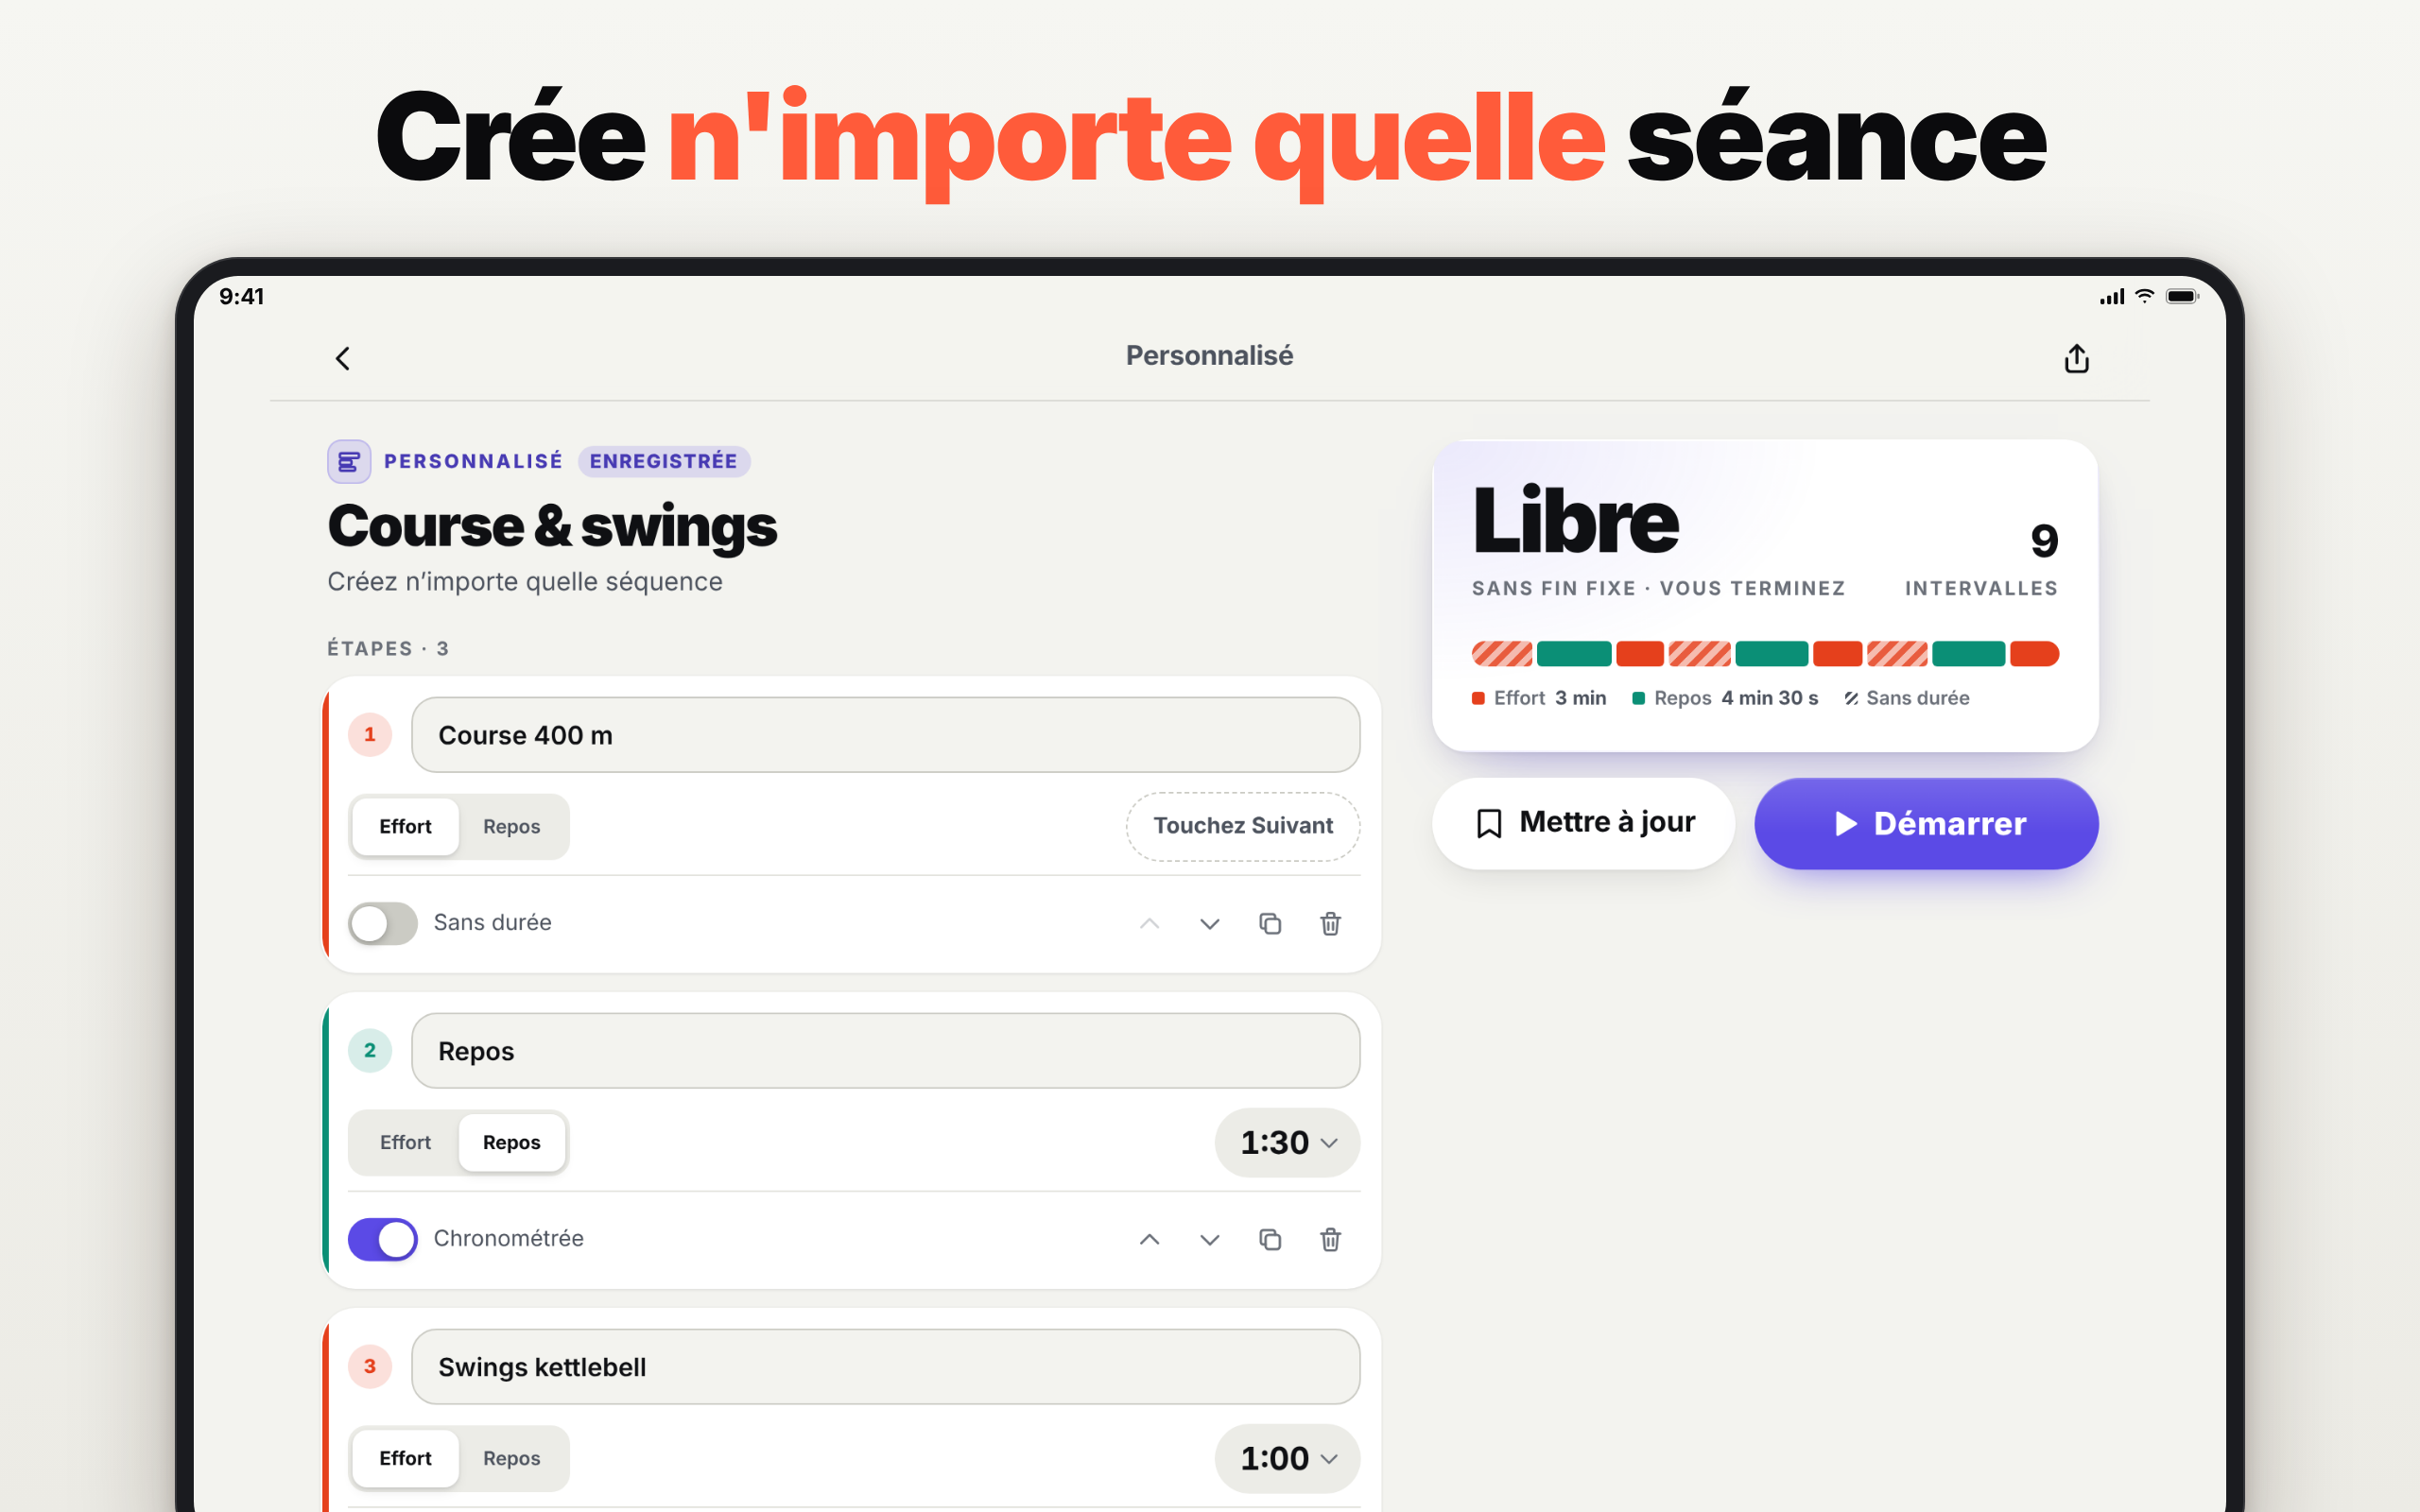 Crée n'importe quelle séance
9:41
Personnalisé
PERSONNALISÉ ENREGISTRÉE
Course & swings
Créez n’importe quelle séquence
ÉTAPES · 3
1 Course 400 m
Effort Repos Touchez Suivant
Sans durée
2 Repos
Effort Repos 1:30
Chronométrée
3 Swings kettlebell
Effort Repos 1:00
Libre 9
SANS FIN FIXE · VOUS TERMINEZ INTERVALLES
Effort 3 min Repos 4 min 30 s Sans durée
Mettre à jour Démarrer